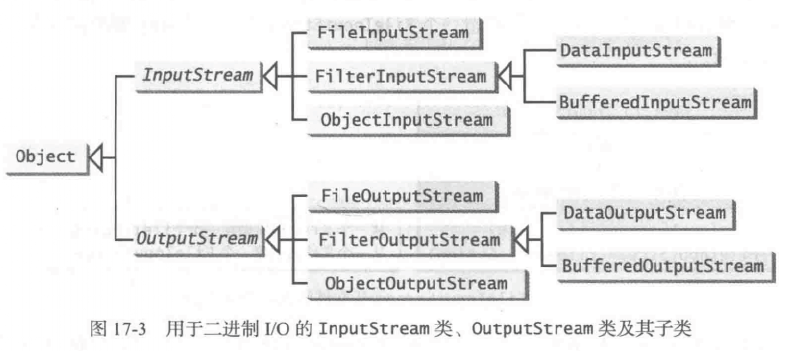 FileInputStream
DataInputStream
InputStream
FilterInputStream
BufferedInputStream
ObjectInputStream
Object
FileOutputStream
DataOutputStream
OutputStream
FilterOutputStream
BufferedOutputStream
ObjectOutputStream
图 17-3 用于二进制 I/O 的 InputStream 类、OutputStream 类及其子类